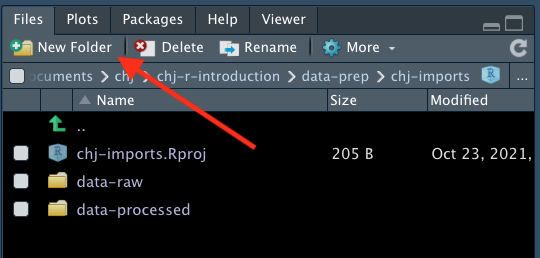 Files Plots Packages Help Viewer
New Folder Delete Rename More
ocuments chj chj-r-introduction data-prep chj-imports R ...
Name Size Modified
..
chj-imports.Rproj 205 B Oct 23, 2021,
data-raw
data-processed